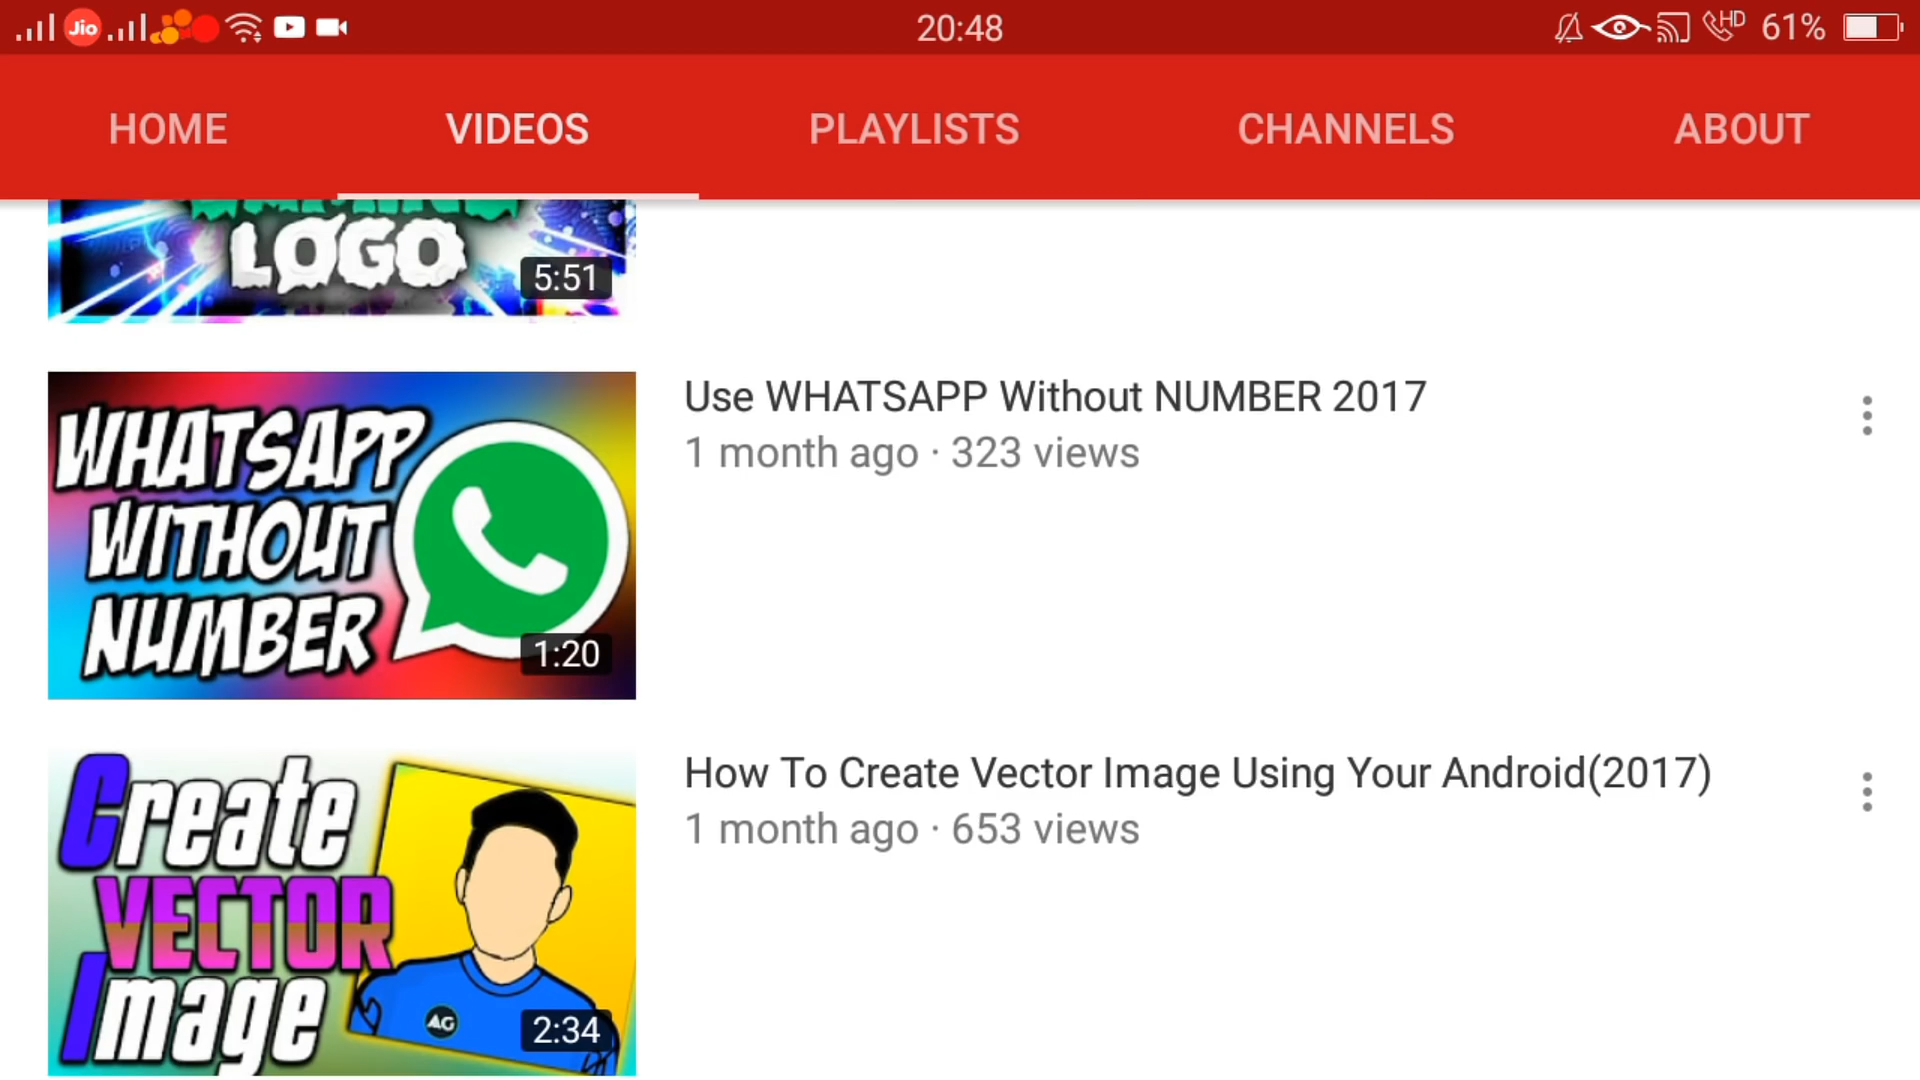 Jio 20:48 HD 61%
HOME VIDEOS PLAYLISTS CHANNELS ABOUT
LOGO
5:51
WHATSAPP
WITHOUT
NUMBER
1:20
Use WHATSAPP Without NUMBER 2017
1 month ago · 323 views
Create
VECTOR
Image
AG
2:34
How To Create Vector Image Using Your Android(2017)
1 month ago · 653 views